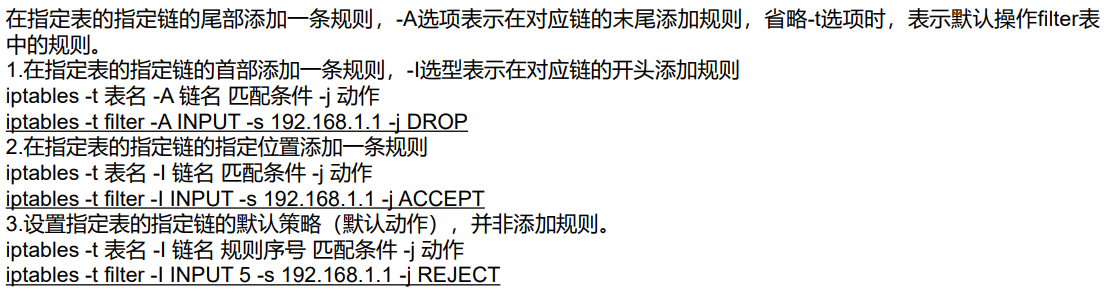 在指定表的指定链的尾部添加一条规则，-A选项表示在对应链的末尾添加规则，省略-t选项时，表示默认操作filter表
中的规则。
1.在指定表的指定链的首部添加一条规则，-I选型表示在对应链的开头添加规则
iptables -t 表名 -A 链名 匹配条件 -j 动作
iptables -t filter -A INPUT -s 192.168.1.1 -j DROP
2.在指定表的指定链的指定位置添加一条规则
iptables -t 表名 -I 链名 匹配条件 -j 动作
iptables -t filter -I INPUT -s 192.168.1.1 -j ACCEPT
3.设置指定表的指定链的默认策略（默认动作），并非添加规则。
iptables -t 表名 -I 链名 规则序号 匹配条件 -j 动作
iptables -t filter -I INPUT 5 -s 192.168.1.1 -j REJECT